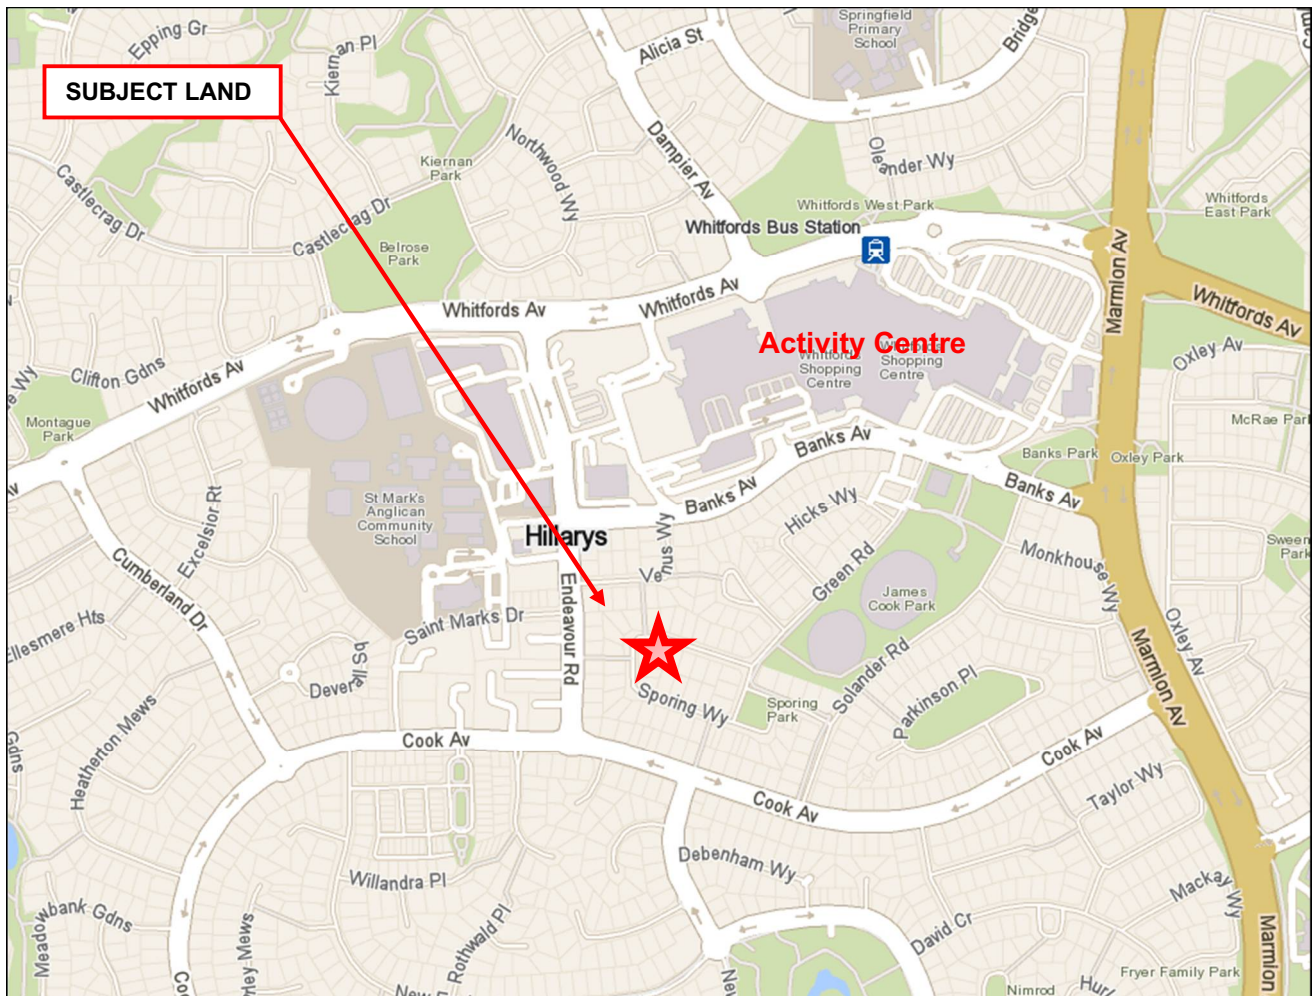 Epping Gr
Kiernan Pl
Alicia St
Springfield
Primary
School
Bridge
SUBJECT LAND
Northwood Wy
Dampier Av
Oleander Wy
Kiernan
Park
Castlecrag Dr
Castlecrag Dr
Belrose
Park
Whitfords West Park
Whitfords
East Park
Whitfords Bus Station
Marmion Av
Whitfords Av
Whitfords Av
Whitfords Av
Activity Centre
Whitfords
Shopping
Centre
Whitfords
Shopping
Centre
Oxley Av
Clifton Gdns
Whitfords Av
Montague
Park
McRae Park
Banks Av
Banks Park
Oxley Park
Banks Av
Banks Av
St Mark's
Anglican
Community
School
Excelsior Rt
Hicks Wy
Hillarys
Venus Wy
Green Rd
Monkhouse Wy
Sween
Park
Cumberland Dr
Endeavour Rd
James
Cook Park
Ellesmere Hts
Saint Marks Dr
Oxley Av
Marmion Av
Solander Rd
Parkinson Pl
Deverall
Sporing Wy
Sporing
Park
Heatherton Mews
Gdns
Cook Av
Cook Av
Cook Av
Taylor Wy
Debenham Wy
Willandra Pl
Mackay Wy
Meadowbank Gdns
Rothwald Pl
David Cr
Marmion
Fryer Family Park
Nimrod